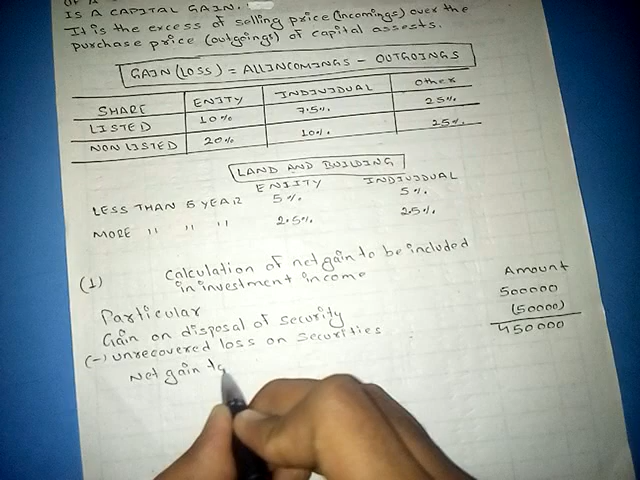 IS A CAPITAL GAIN.
It is the excess of selling price (Incomings) over the
purchase price (outgoings) of capital assests.
GAIN (LOSS) = ALL INCOMINGS - OUTGOINGS
SHARE ENITY INDIVIDUAL Other
LISTED 10% 7.5% 25%
NON LISTED 20% 10% 25%
LAND AND BUILDING
ENITY INDIVIDUAL
LESS THAN 5 YEAR 5% 5%
MORE " " " 2.5% 2.5%
(1) Calculation of net gain to be included
in investment income
Particular Amount
Gain on disposal of security 500000
(-) unrecovered loss on securities (50000)
Net gain 450000